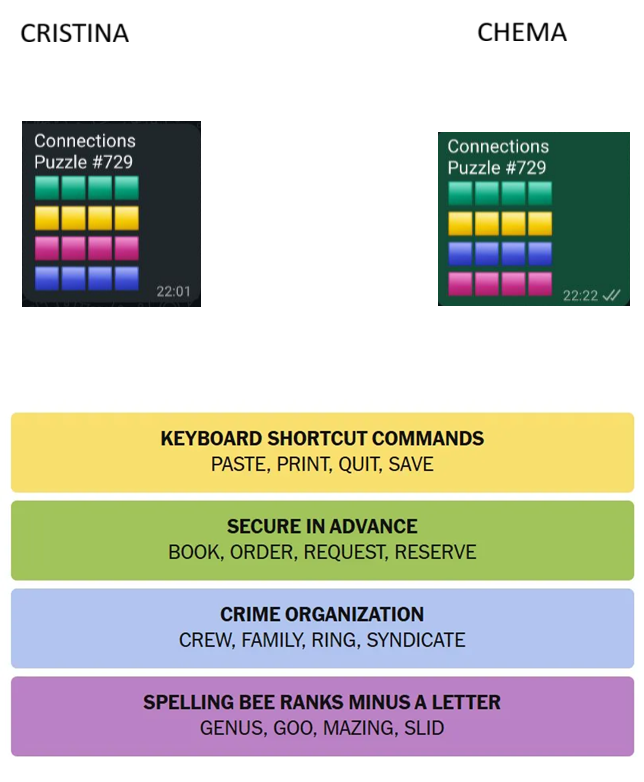 CRISTINA
CHEMA
Connections
Puzzle #729
22:01
Connections
Puzzle #729
22:22
KEYBOARD SHORTCUT COMMANDS
PASTE, PRINT, QUIT, SAVE
SECURE IN ADVANCE
BOOK, ORDER, REQUEST, RESERVE
CRIME ORGANIZATION
CREW, FAMILY, RING, SYNDICATE
SPELLING BEE RANKS MINUS A LETTER
GENUS, GOO, MAZING, SLID